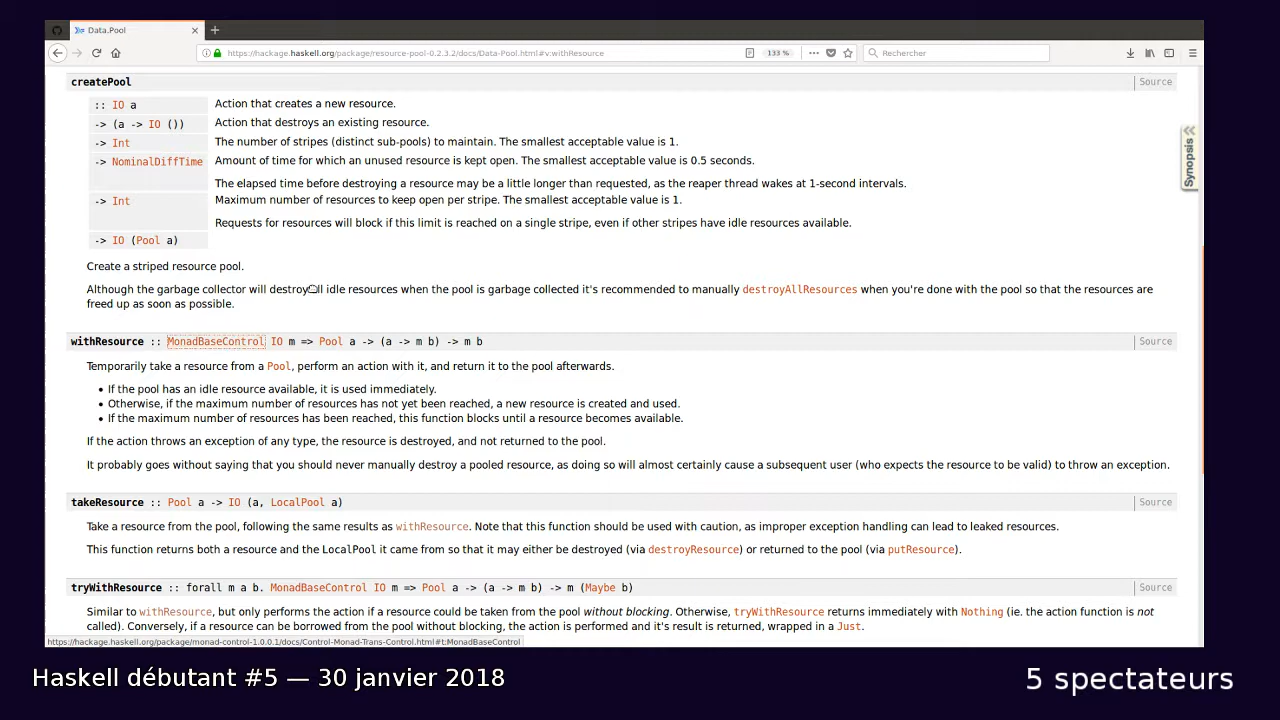 Data.Pool
https://hackage.haskell.org/package/resource-pool-0.2.3.2/docs/Data-Pool.html#v:withResource
133 %
Rechercher
createPool
Source
:: IO a Action that creates a new resource.
-> (a -> IO ()) Action that destroys an existing resource.
-> Int The number of stripes (distinct sub-pools) to maintain. The smallest acceptable value is 1.
-> NominalDiffTime Amount of time for which an unused resource is kept open. The smallest acceptable value is 0.5 seconds.
The elapsed time before destroying a resource may be a little longer than requested, as the reaper thread wakes at 1-second intervals.
-> Int Maximum number of resources to keep open per stripe. The smallest acceptable value is 1.
Requests for resources will block if this limit is reached on a single stripe, even if other stripes have idle resources available.
-> IO (Pool a)
Synopsis
Create a striped resource pool.
Although the garbage collector will destroy all idle resources when the pool is garbage collected it's recommended to manually destroyAllResources when you're done with the pool so that the resources are
freed up as soon as possible.
withResource :: MonadBaseControl IO m => Pool a -> (a -> m b) -> m b
Source
Temporarily take a resource from a Pool, perform an action with it, and return it to the pool afterwards.
• If the pool has an idle resource available, it is used immediately.
• Otherwise, if the maximum number of resources has not yet been reached, a new resource is created and used.
• If the maximum number of resources has been reached, this function blocks until a resource becomes available.
If the action throws an exception of any type, the resource is destroyed, and not returned to the pool.
It probably goes without saying that you should never manually destroy a pooled resource, as doing so will almost certainly cause a subsequent user (who expects the resource to be valid) to throw an exception.
takeResource :: Pool a -> IO (a, LocalPool a)
Source
Take a resource from the pool, following the same results as withResource. Note that this function should be used with caution, as improper exception handling can lead to leaked resources.
This function returns both a resource and the LocalPool it came from so that it may either be destroyed (via destroyResource) or returned to the pool (via putResource).
tryWithResource :: forall m a b. MonadBaseControl IO m => Pool a -> (a -> m b) -> m (Maybe b)
Source
Similar to withResource, but only performs the action if a resource could be taken from the pool without blocking. Otherwise, tryWithResource returns immediately with Nothing (ie. the action function is not
called). Conversely, if a resource can be borrowed from the pool without blocking, the action is performed and it's result is returned, wrapped in a Just.
https://hackage.haskell.org/package/monad-control-1.0.0.1/docs/Control-Monad-Trans-Control.html#t:MonadBaseControl
Haskell débutant #5 — 30 janvier 2018
5 spectateurs